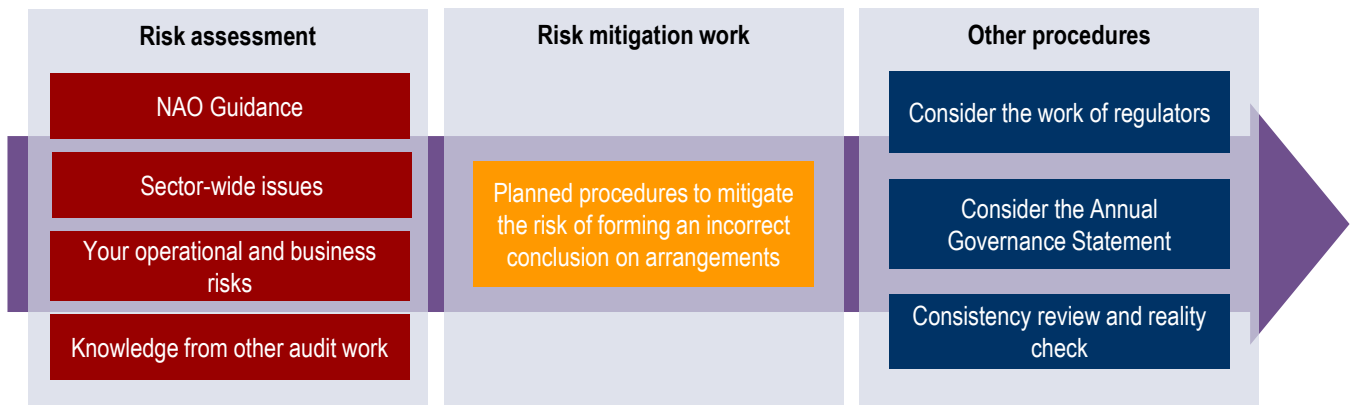 Risk assessment
NAO Guidance
Sector-wide issues
Your operational and business
risks
Knowledge from other audit work
Risk mitigation work
Planned procedures to mitigate
the risk of forming an incorrect
conclusion on arrangements
Other procedures
Consider the work of regulators
Consider the Annual
Governance Statement
Consistency review and reality
check